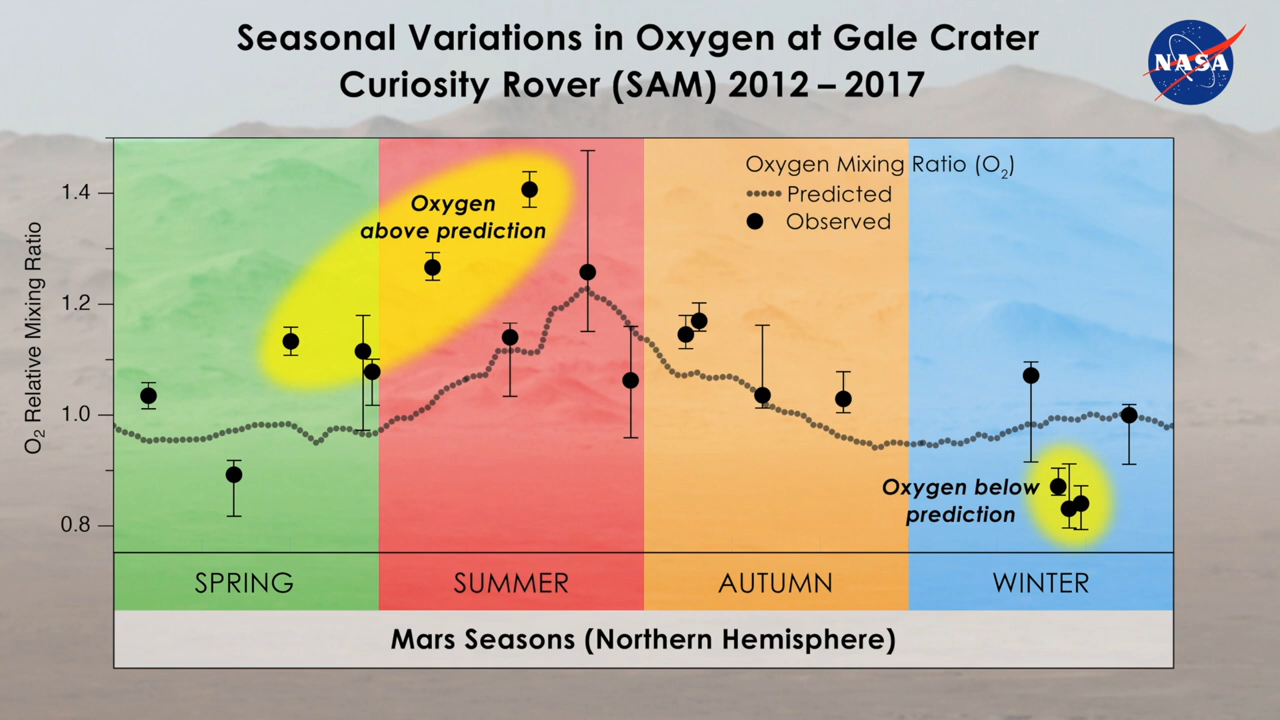 Seasonal Variations in Oxygen at Gale Crater
Curiosity Rover (SAM) 2012 – 2017
NASA
O₂ Relative Mixing Ratio
1.4
1.2
1.0
0.8
Oxygen Mixing Ratio (O₂)
Predicted
Observed
Oxygen
above prediction
Oxygen below
prediction
SPRING
SUMMER
AUTUMN
WINTER
Mars Seasons (Northern Hemisphere)